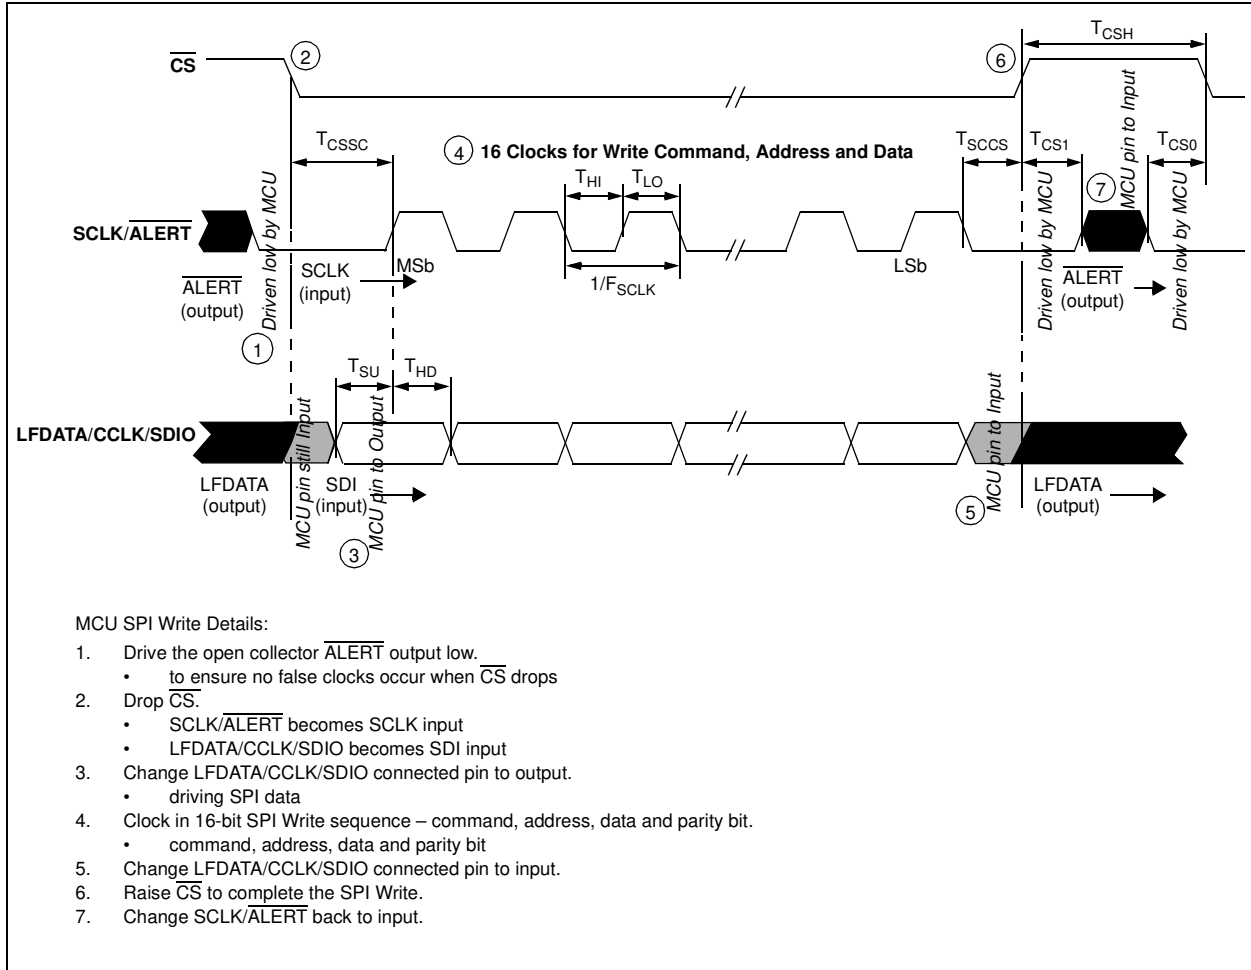 T_CSH
CS
2
6
T_CSSC
4 16 Clocks for Write Command, Address and Data
T_SCCS
T_CS1
MCU pin to Input
T_CS0
T_HI
T_LO
7
SCLK/ALERT
Driven low by MCU
MSb
LSb
Driven low by MCU
Driven low by MCU
ALERT
(output)
SCLK
(input)
1/F_SCLK
ALERT
(output)
1
T_SU
T_HD
LFDATA/CCLK/SDIO
MCU pin still Input
MCU pin to Output
MCU pin to Input
LFDATA
(output)
SDI
(input)
LFDATA
(output)
3
5
MCU SPI Write Details:
1. Drive the open collector ALERT output low.
• to ensure no false clocks occur when CS drops
2. Drop CS.
• SCLK/ALERT becomes SCLK input
• LFDATA/CCLK/SDIO becomes SDI input
3. Change LFDATA/CCLK/SDIO connected pin to output.
• driving SPI data
4. Clock in 16-bit SPI Write sequence – command, address, data and parity bit.
• command, address, data and parity bit
5. Change LFDATA/CCLK/SDIO connected pin to input.
6. Raise CS to complete the SPI Write.
7. Change SCLK/ALERT back to input.